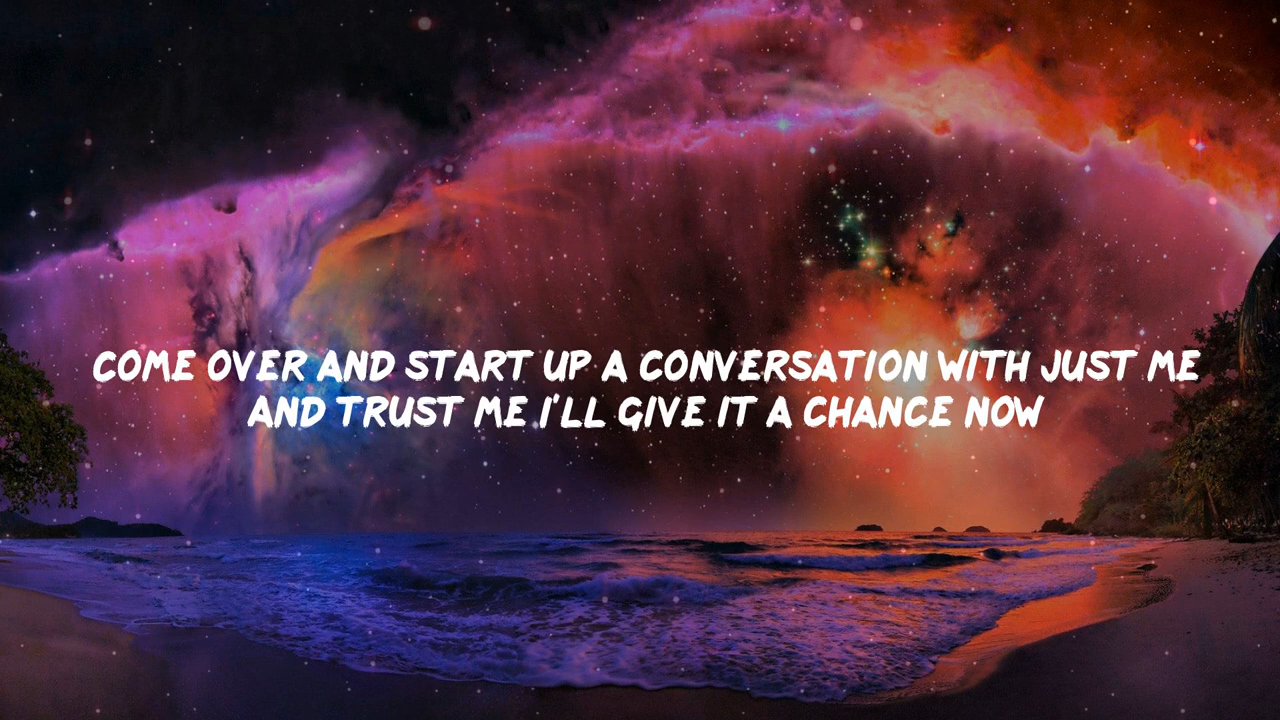 COME OVER AND START UP A CONVERSATION WITH JUST ME
AND TRUST ME I'LL GIVE IT A CHANCE NOW